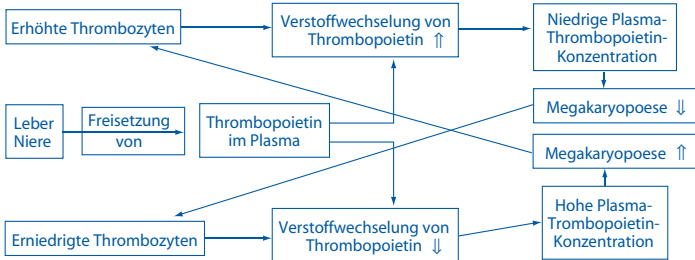 Erhöhte Thrombozyten
Verstoffwechselung von
Thrombopoietin ⇑
Niedrige Plasma-
Thrombopoietin-
Konzentration
Megakaryopoese ⇓
Leber
Niere
Freisetzung
von
Thrombopoietin
im Plasma
Megakaryopoese ⇑
Erniedrigte Thrombozyten
Verstoffwechselung von
Thrombopoietin ⇓
Hohe Plasma-
Trombopoietin-
Konzentration